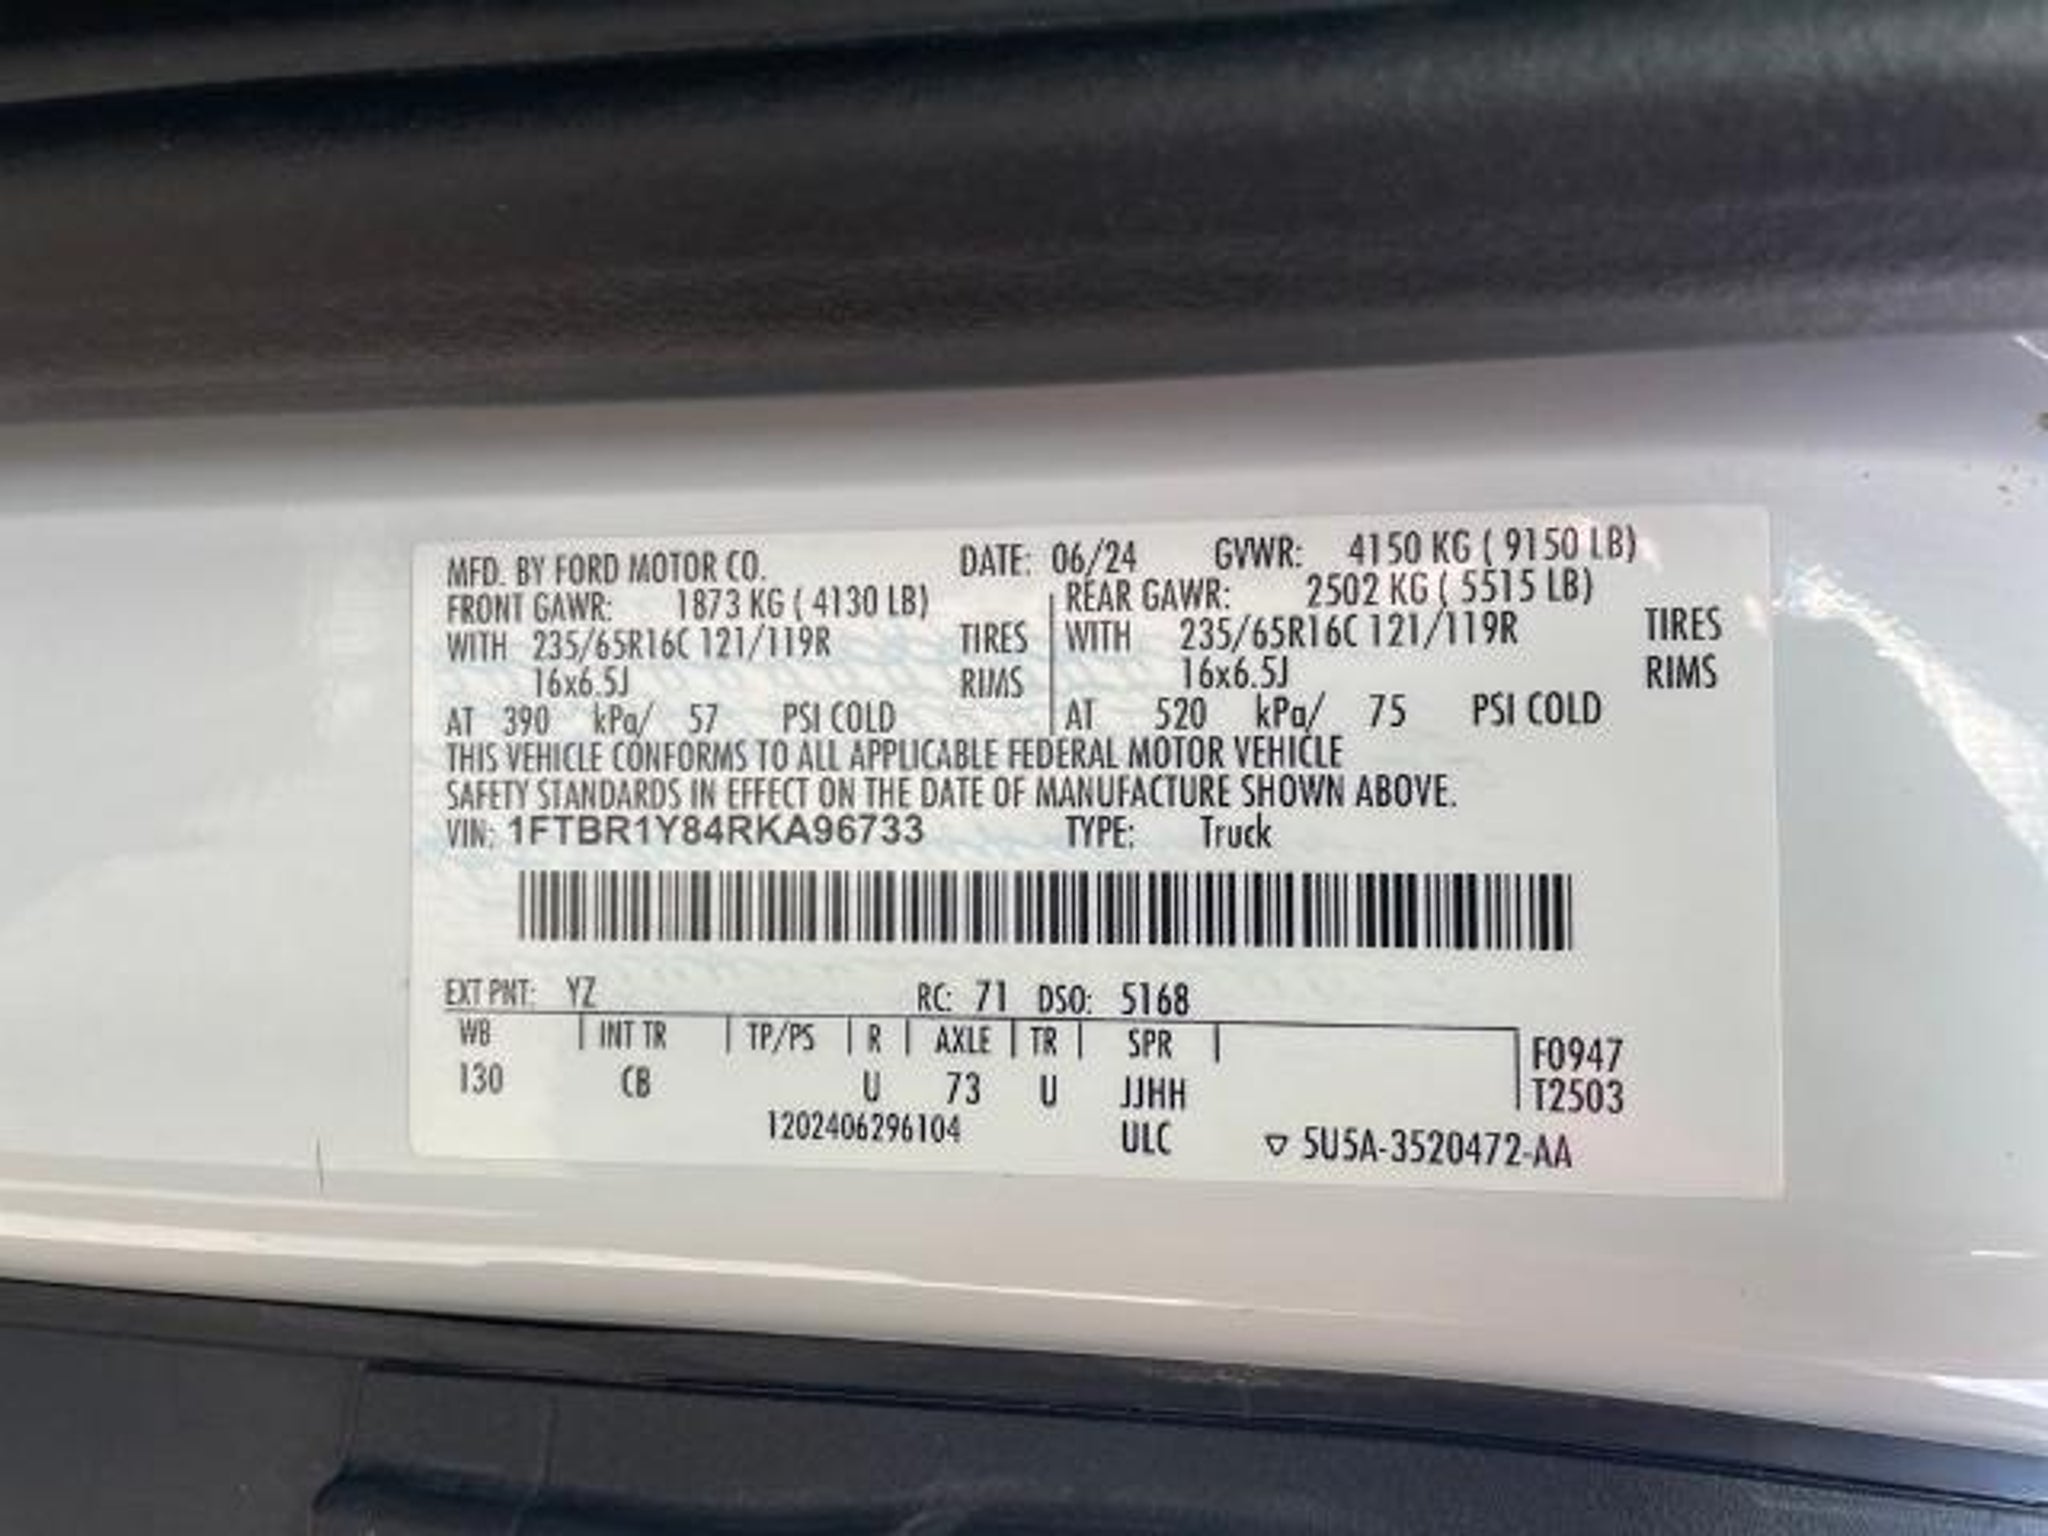 MFD. BY FORD MOTOR CO. DATE: 06/24 GVWR: 4150 KG ( 9150 LB)
FRONT GAWR: 1873 KG ( 4130 LB) REAR GAWR: 2502 KG ( 5515 LB)
WITH 235/65R16C 121/119R TIRES WITH 235/65R16C 121/119R TIRES
16x6.5J RIMS 16x6.5J RIMS
AT 390 kPa/ 57 PSI COLD AT 520 kPa/ 75 PSI COLD
THIS VEHICLE CONFORMS TO ALL APPLICABLE FEDERAL MOTOR VEHICLE
SAFETY STANDARDS IN EFFECT ON THE DATE OF MANUFACTURE SHOWN ABOVE.
VIN: 1FTBR1Y84RKA96733 TYPE: Truck
EXT PNT: YZ RC: 71 DSO: 5168
WB INT TR TP/PS R AXLE TR SPR F0947
130 CB U 73 U JJHH T2503
1202406296104 ULC ▽ 5U5A-3520472-AA